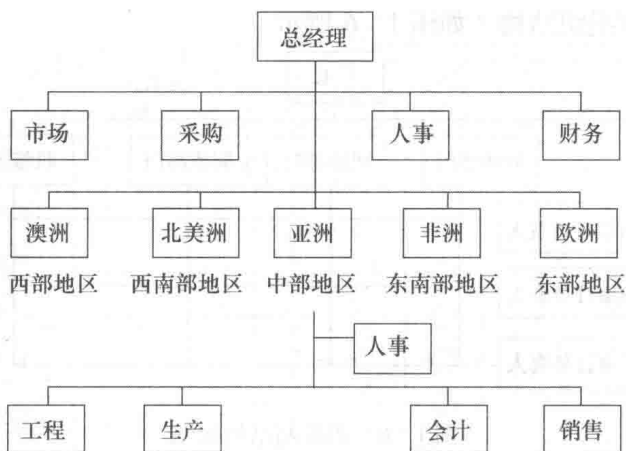 总经理
市场 采购 人事 财务
澳洲 北美洲 亚洲 非洲 欧洲
西部地区 西南部地区 中部地区 东南部地区 东部地区
人事
工程 生产 会计 销售